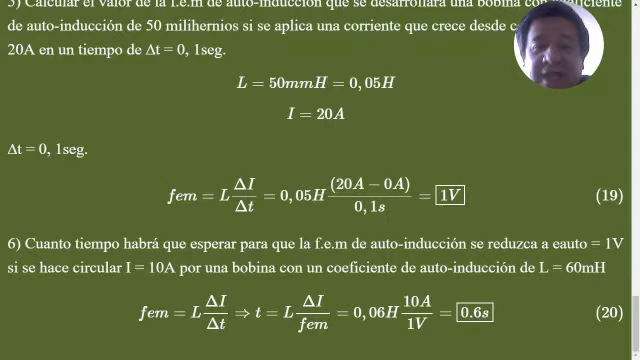 5) Calcular el valor de la f.e.m de auto-inducción que se desarrollará una bobina con
de auto-inducción de 50 milihernios si se aplica una corriente que crece desde
20A en un tiempo de Δt = 0, 1seg.
L = 50mmH = 0, 05H
I = 20A
Δt = 0, 1seg.
fem = L ΔI/Δt = 0, 05H (20A − 0A)/0, 1s = 1V (19)
6) Cuanto tiempo habrá que esperar para que la f.e.m de auto-inducción se reduzca a eauto = 1V
si se hace circular I = 10A por una bobina con un coeficiente de auto-inducción de L = 60mH
fem = L ΔI/Δt ⇒ t = L ΔI/fem = 0, 06H 10A/1V = 0.6s (20)